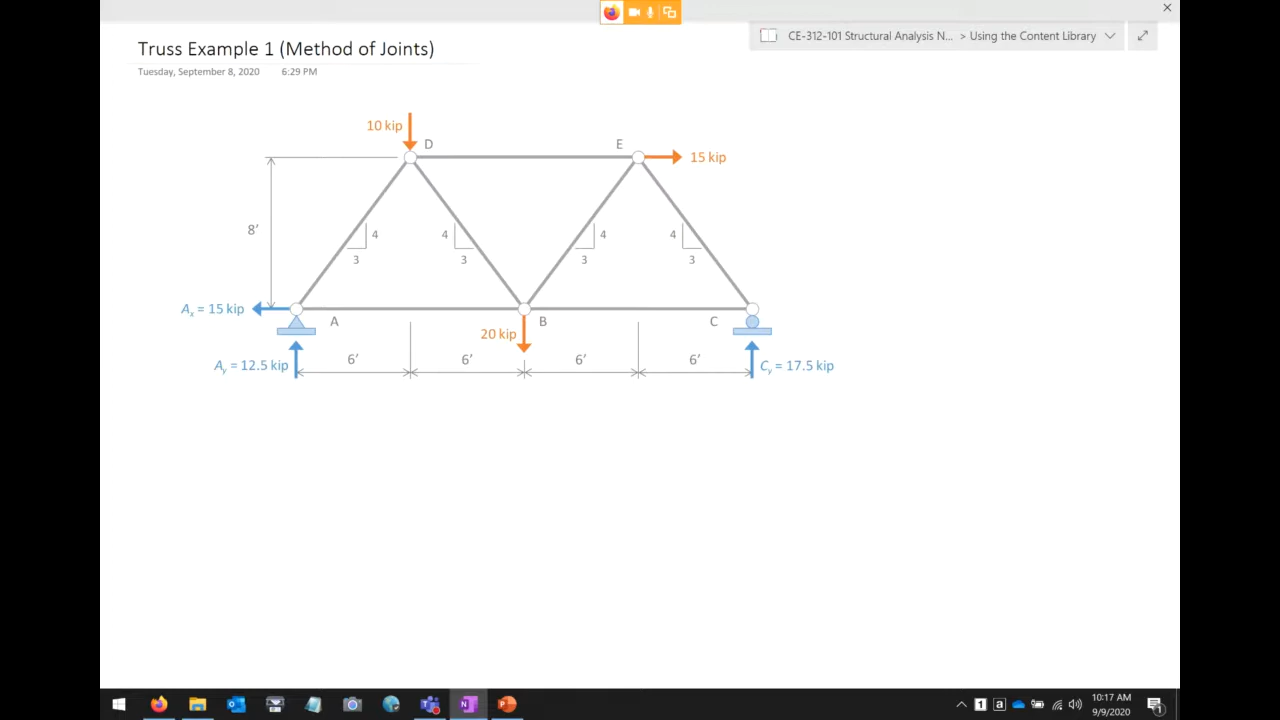 CE-312-101 Structural Analysis N... > Using the Content Library
Truss Example 1 (Method of Joints)
Tuesday, September 8, 2020 6:29 PM
10 kip
D
E
15 kip
8'
4
3
4
3
4
3
4
3
Aₓ = 15 kip
A
B
C
20 kip
Aᵧ = 12.5 kip
6'
6'
6'
6'
Cᵧ = 17.5 kip
10:17 AM
9/9/2020